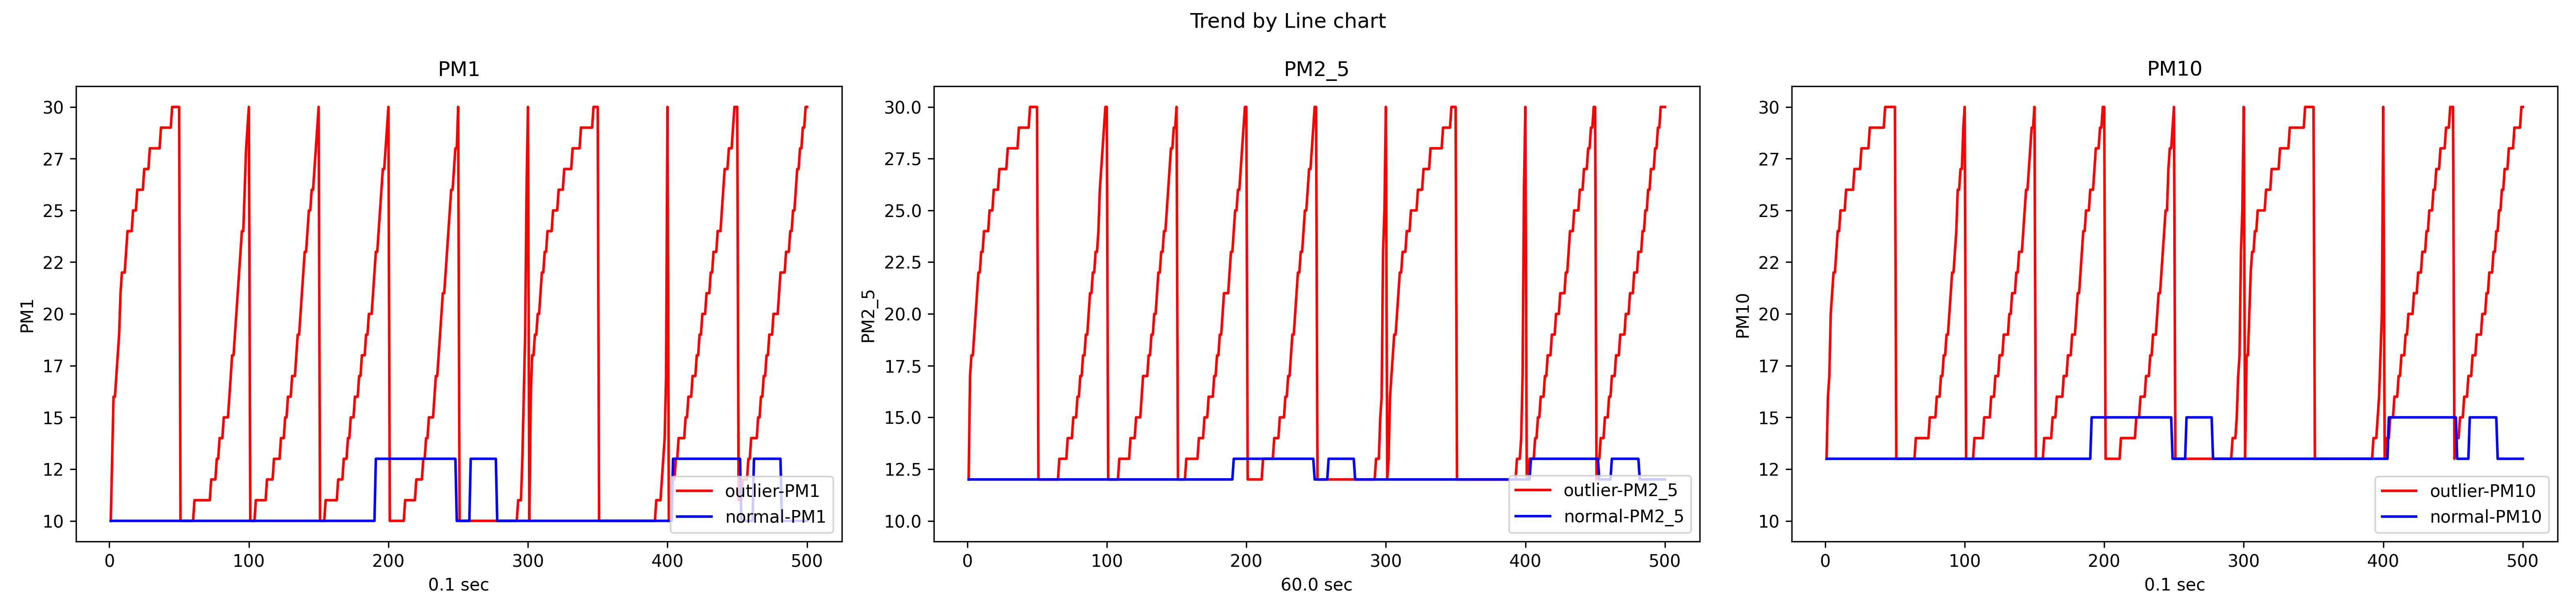 Trend by Line chart
PM1
30
27
25
22
20
17
15
12
10
PM1
0 100 200 300 400 500
0.1 sec
outlier-PM1
normal-PM1
PM2_5
30.0
27.5
25.0
22.5
20.0
17.5
15.0
12.5
10.0
PM2_5
0 100 200 300 400 500
60.0 sec
outlier-PM2_5
normal-PM2_5
PM10
30
27
25
22
20
17
15
12
10
PM10
0 100 200 300 400 500
0.1 sec
outlier-PM10
normal-PM10